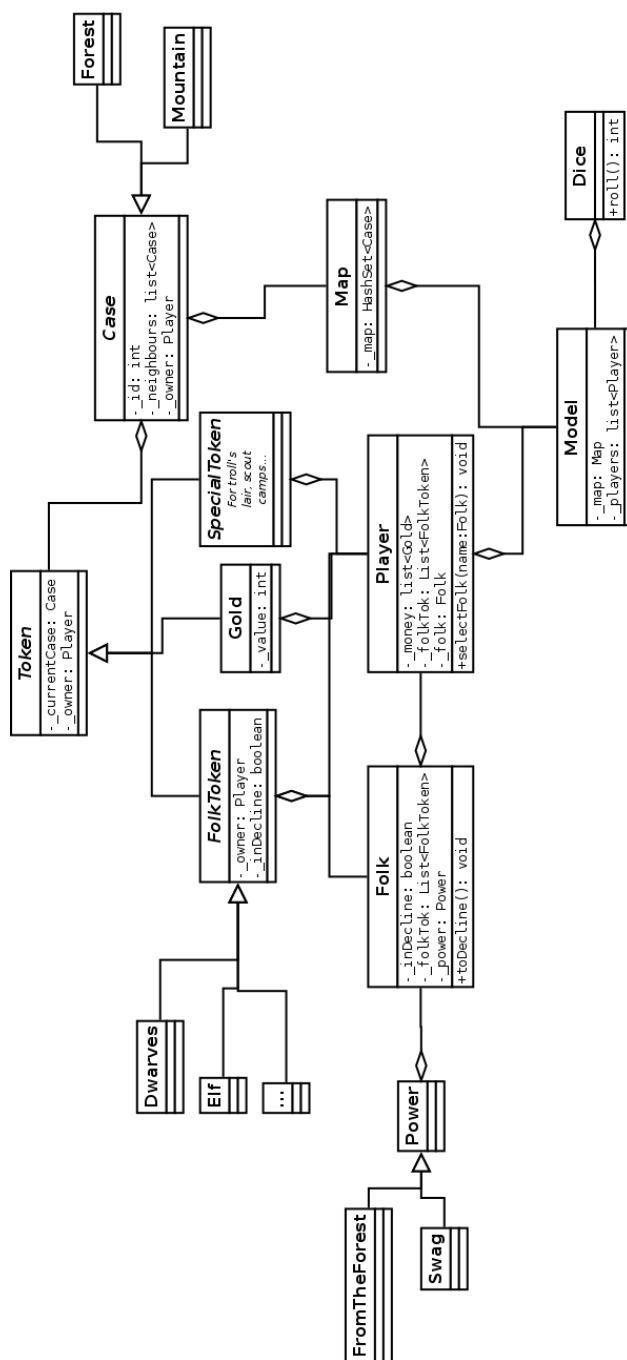 Forest
Mountain
Case
-_id: int
-_neighbours: list<Case>
-_owner: Player
Token
-_currentCase: Case
-_owner: Player
SpecialToken
For troll's
lair, scout
camps...
Gold
-_value: int
FolkToken
-_owner: Player
-_inDecline: boolean
Dwarves
Elf
...
Map
-_map: HashSet<Case>
Player
-_money: list<Gold>
-_folkTok: List<FolkToken>
-_folk: Folk
+selectFolk(name:Folk): void
Folk
-_inDecline: boolean
-_folkTok: List<FolkToken>
-_power: Power
+toDecline(): void
Power
FromTheForest
Swag
Dice
+roll(): int
Model
-_map: Map
-_players: list<Player>